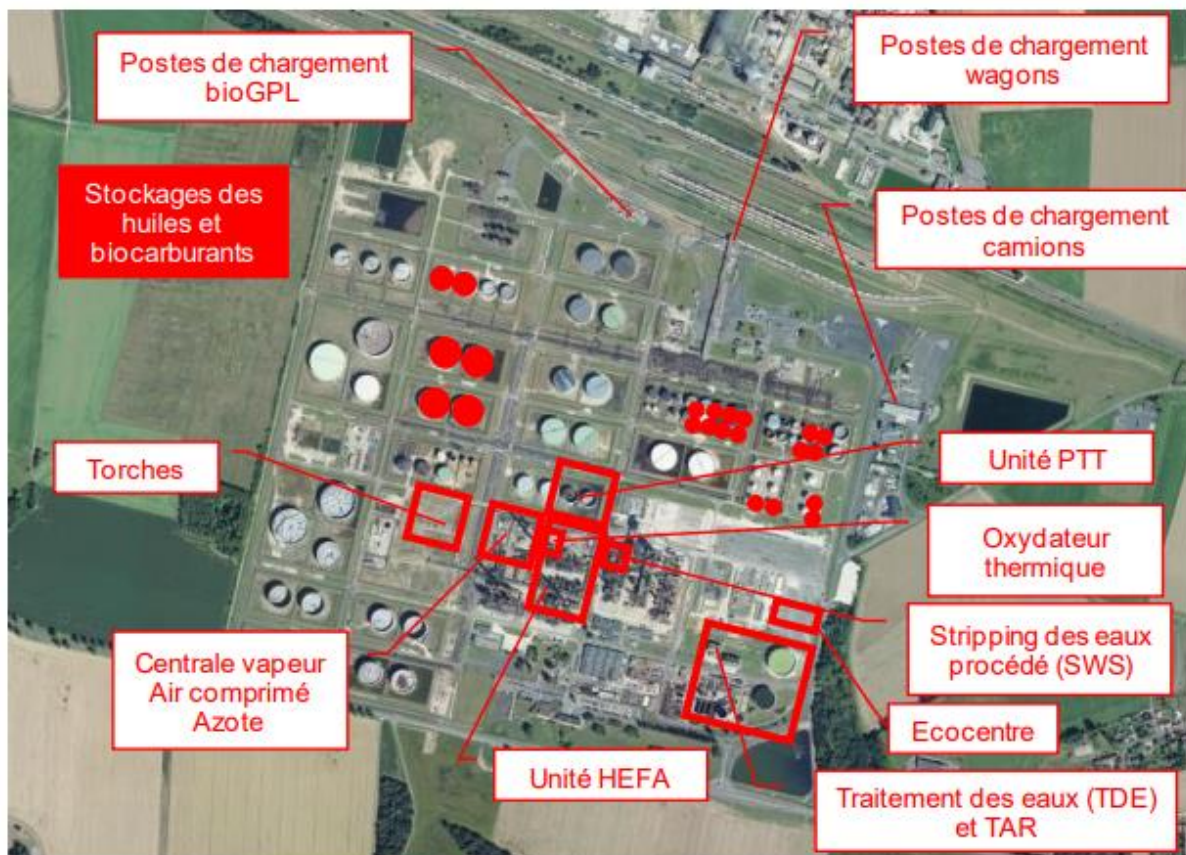 Postes de chargement
bioGPL
Postes de chargement
wagons
Stockages des
huiles et
biocarburants
Postes de chargement
camions
Torches
Unité PTT
Oxydateur
thermique
Centrale vapeur
Air comprimé
Azote
Stripping des eaux
procédé (SWS)
Ecocentre
Unité HEFA
Traitement des eaux (TDE)
et TAR